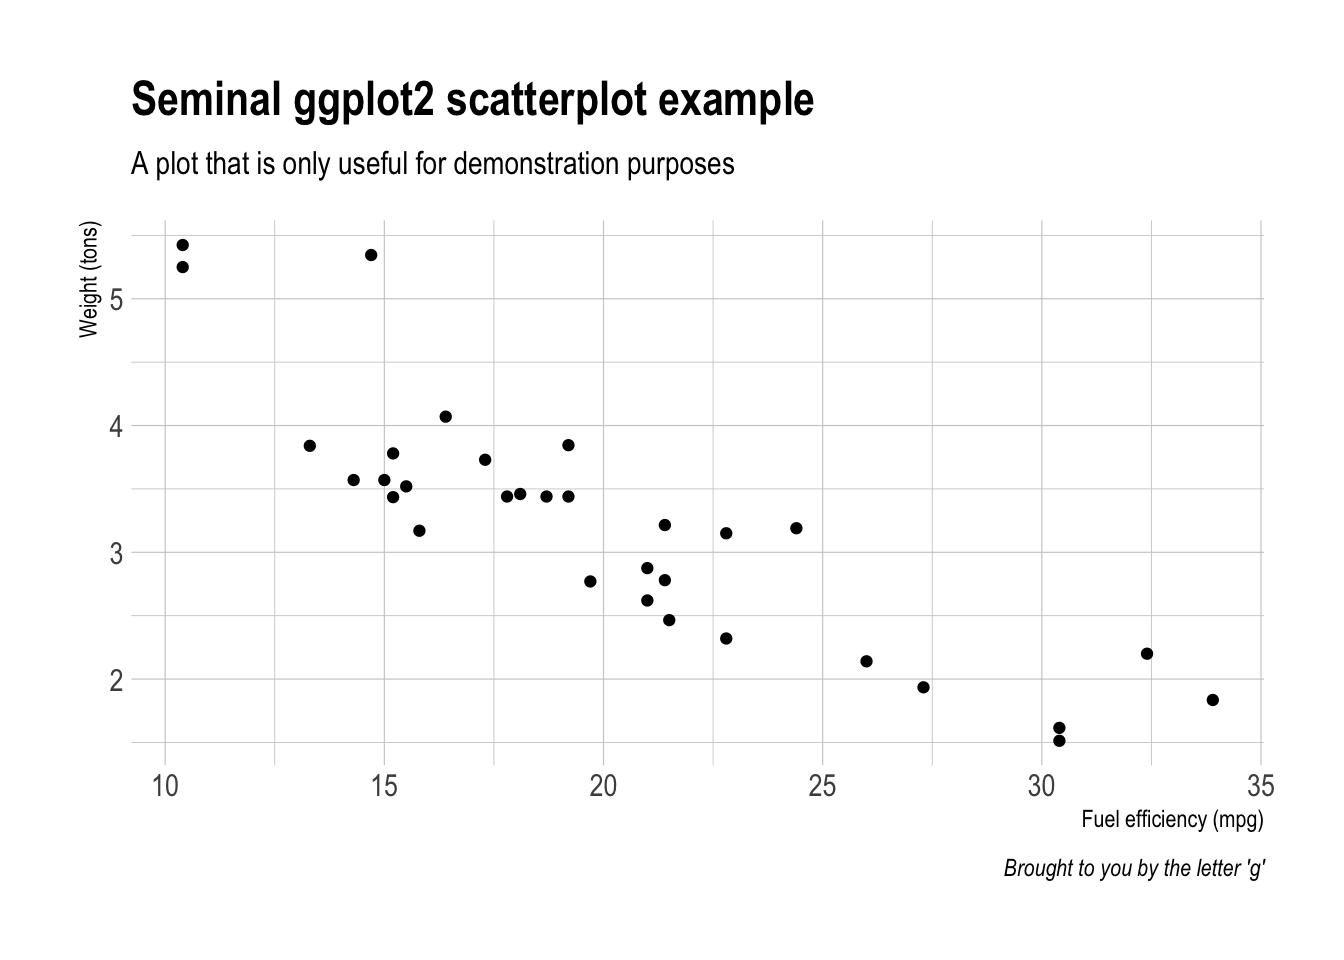 Seminal ggplot2 scatterplot example
A plot that is only useful for demonstration purposes
Weight (tons)
5
4
3
2
10 15 20 25 30 35
Fuel efficiency (mpg)
Brought to you by the letter 'g'